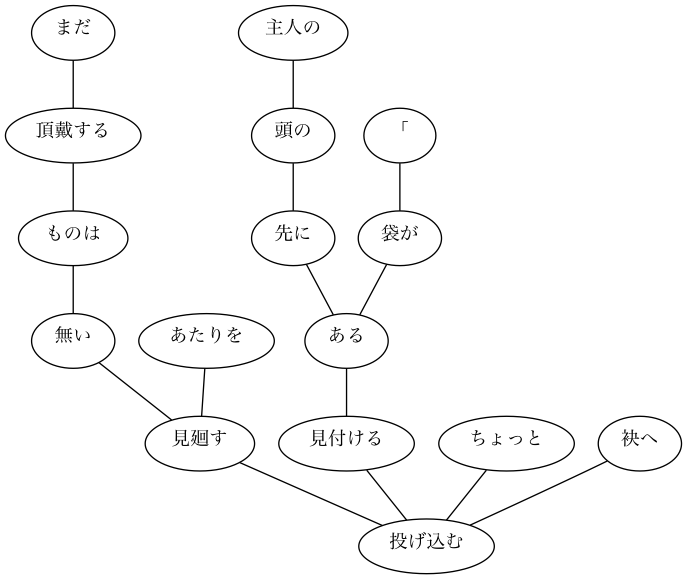 まだ
主人の
頂戴する
頭の
「
ものは
先に
袋が
無い
あたりを
ある
見廻す
見付ける
ちょっと
袂へ
投げ込む